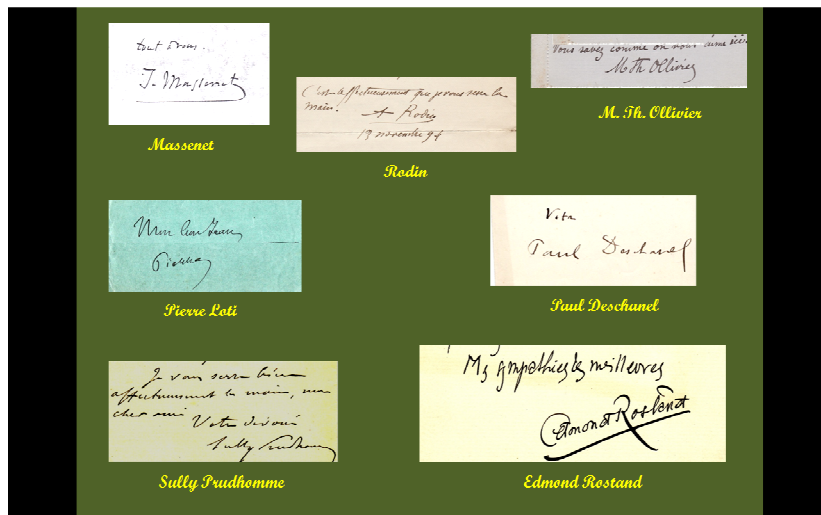 tout à vous.
J. Massenet
Massenet
C'est affectueusement que je vous serre la
main.
A Rodin
13 novembre 94
Rodin
Vous savez comme on vous aime ici.
M Th Ollivier
M. Th. Ollivier
Mon cher
Pierre Loti
Votre
Paul Deschanel
Paul Deschanel
Je vous serre bien
affectueusement la main, mon
cher ami
Votre dévoué
Sully Prudhomme
Sully Prudhomme
Mes sympathies les meilleures
Edmond Rostand
Edmond Rostand